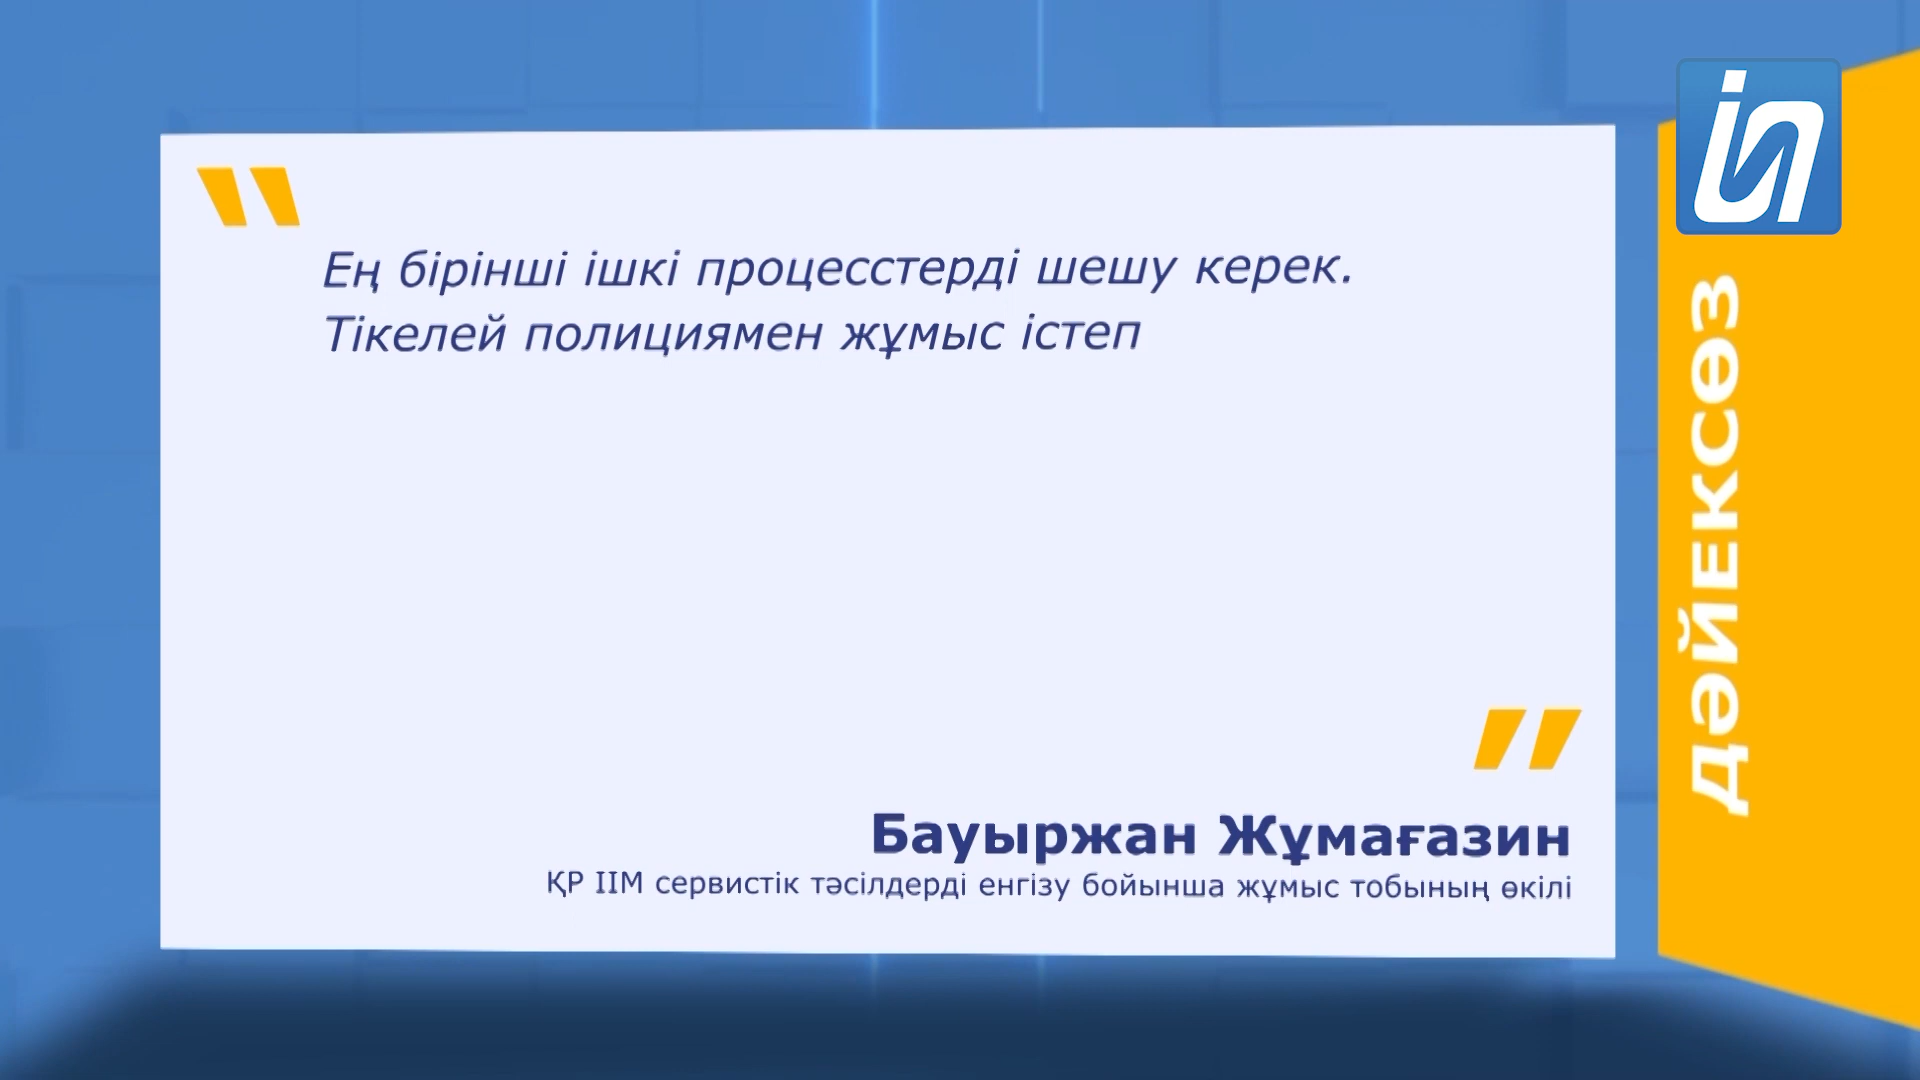 Ең бірінші ішкі процесстерді шешу керек.
Тікелей полициямен жұмыс істеп
Бауыржан Жұмағазин
ҚР ІІМ сервистік тәсілдерді енгізу бойынша жұмыс тобының өкілі
ДӘЙЕКСӨЗ